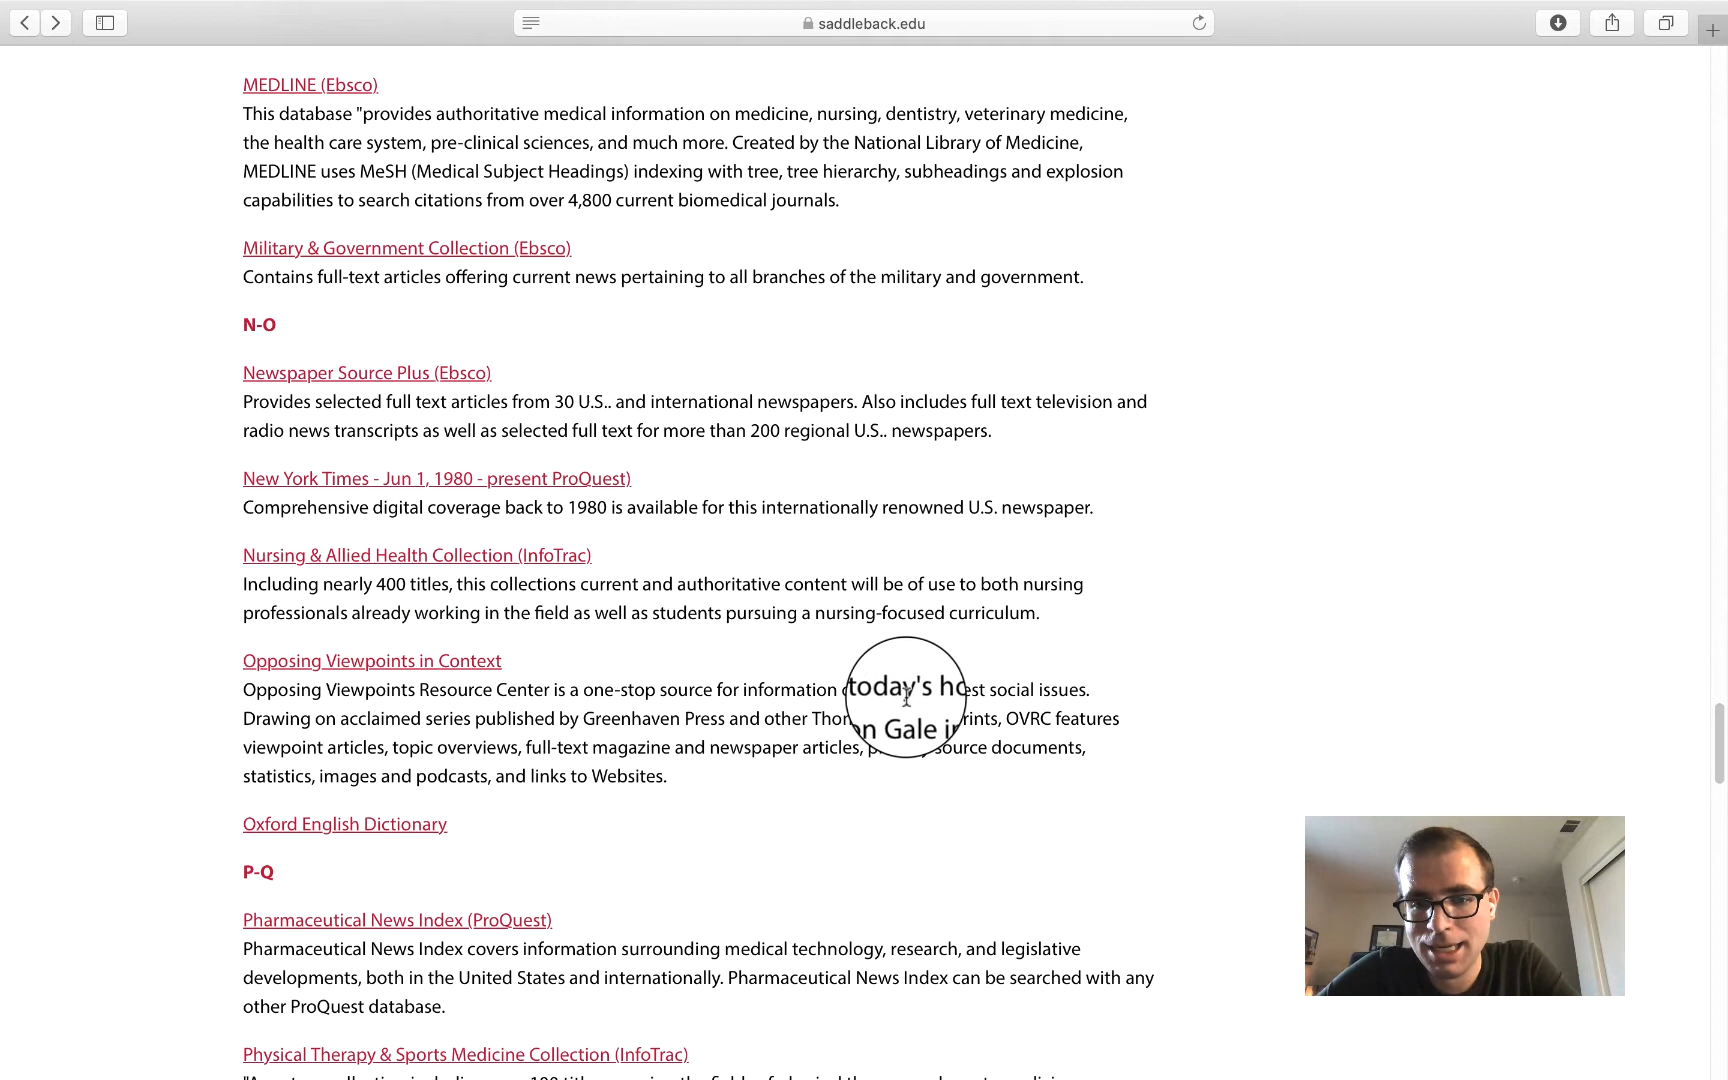 saddleback.edu
MEDLINE (Ebsco)
This database "provides authoritative medical information on medicine, nursing, dentistry, veterinary medicine,
the health care system, pre-clinical sciences, and much more. Created by the National Library of Medicine,
MEDLINE uses MeSH (Medical Subject Headings) indexing with tree, tree hierarchy, subheadings and explosion
capabilities to search citations from over 4,800 current biomedical journals.
Military & Government Collection (Ebsco)
Contains full-text articles offering current news pertaining to all branches of the military and government.
N-O
Newspaper Source Plus (Ebsco)
Provides selected full text articles from 30 U.S.. and international newspapers. Also includes full text television and
radio news transcripts as well as selected full text for more than 200 regional U.S.. newspapers.
New York Times - Jun 1, 1980 - present ProQuest)
Comprehensive digital coverage back to 1980 is available for this internationally renowned U.S. newspaper.
Nursing & Allied Health Collection (InfoTrac)
Including nearly 400 titles, this collections current and authoritative content will be of use to both nursing
professionals already working in the field as well as students pursuing a nursing-focused curriculum.
Opposing Viewpoints in Context
Opposing Viewpoints Resource Center is a one-stop source for information today's hottest social issues.
Drawing on acclaimed series published by Greenhaven Press and other Thomson Gale imprints, OVRC features
viewpoint articles, topic overviews, full-text magazine and newspaper articles, source documents,
statistics, images and podcasts, and links to Websites.
Oxford English Dictionary
P-Q
Pharmaceutical News Index (ProQuest)
Pharmaceutical News Index covers information surrounding medical technology, research, and legislative
developments, both in the United States and internationally. Pharmaceutical News Index can be searched with any
other ProQuest database.
Physical Therapy & Sports Medicine Collection (InfoTrac)